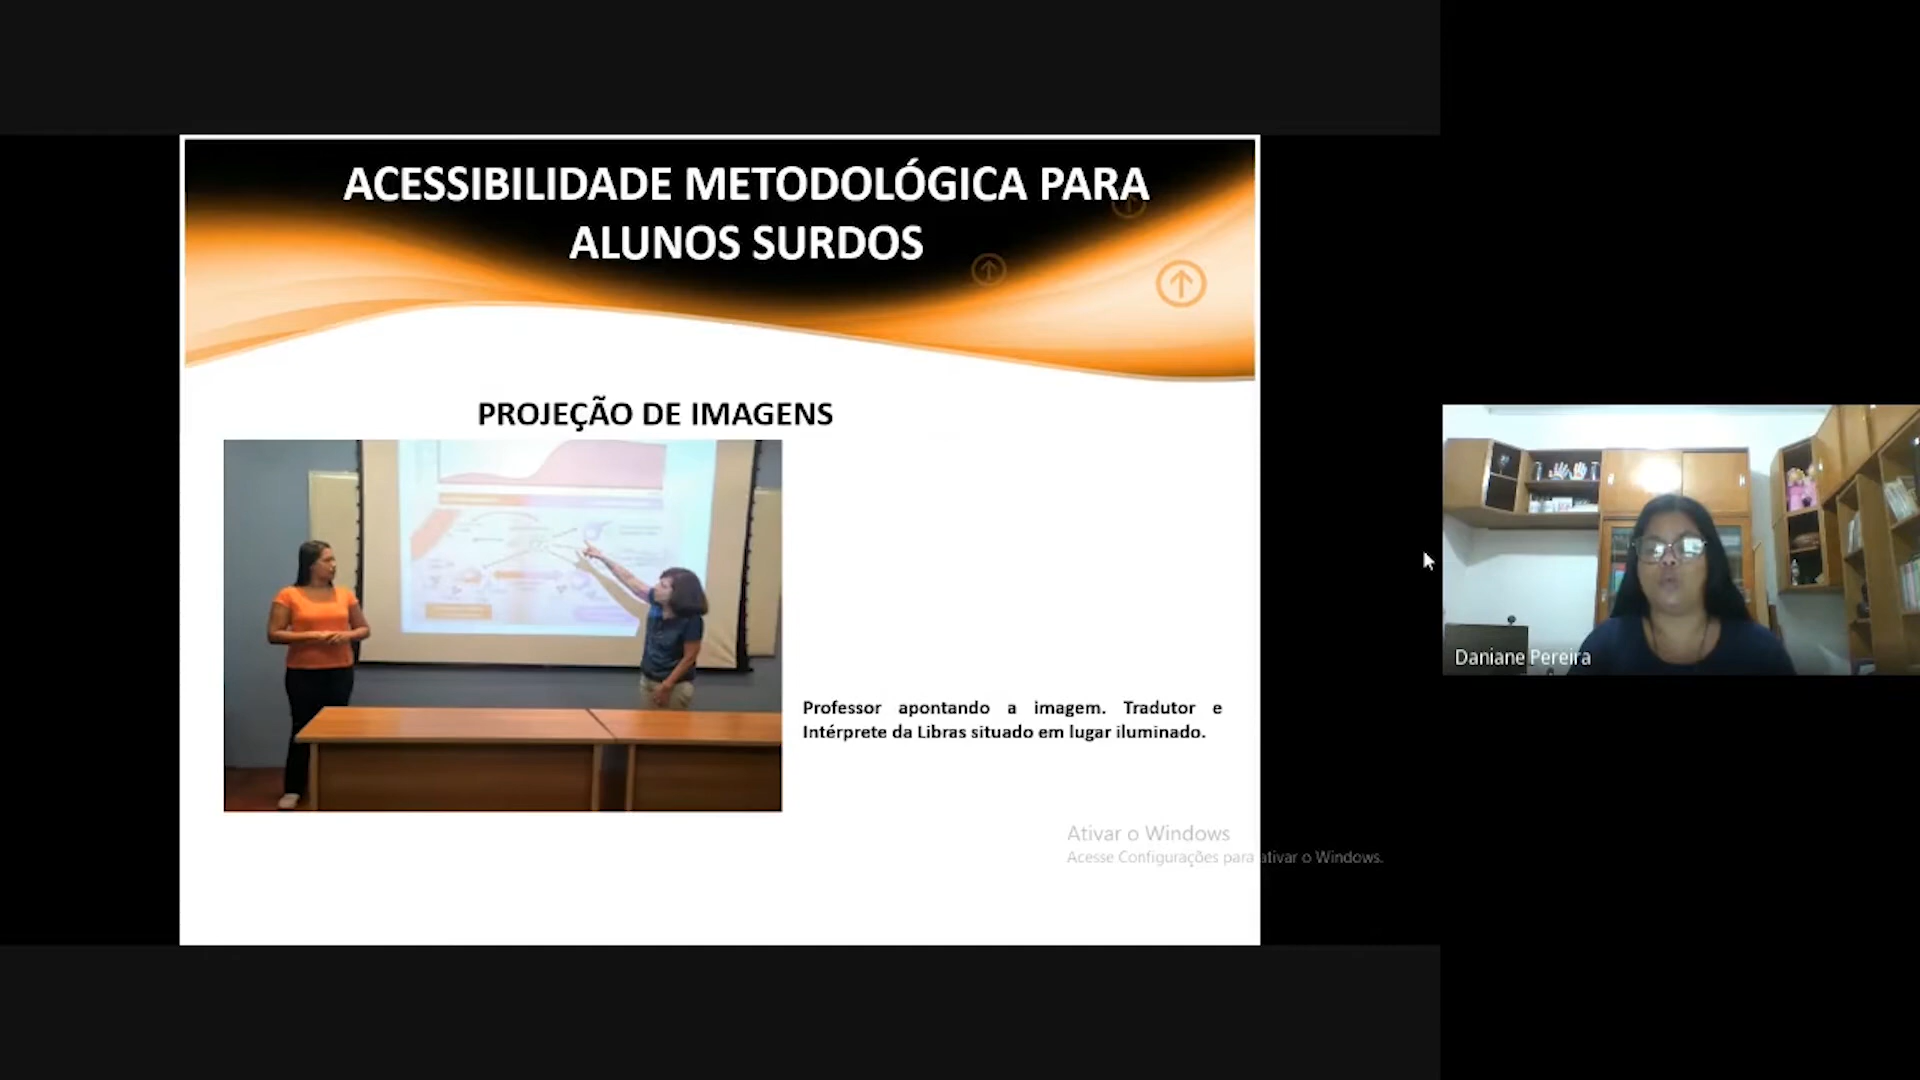 ACESSIBILIDADE METODOLÓGICA PARA
ALUNOS SURDOS
PROJEÇÃO DE IMAGENS
Professor apontando a imagem. Tradutor e
Intérprete da Libras situado em lugar iluminado.
Ativar o Windows
Acesse Configurações para ativar o Windows.
Daniane Pereira